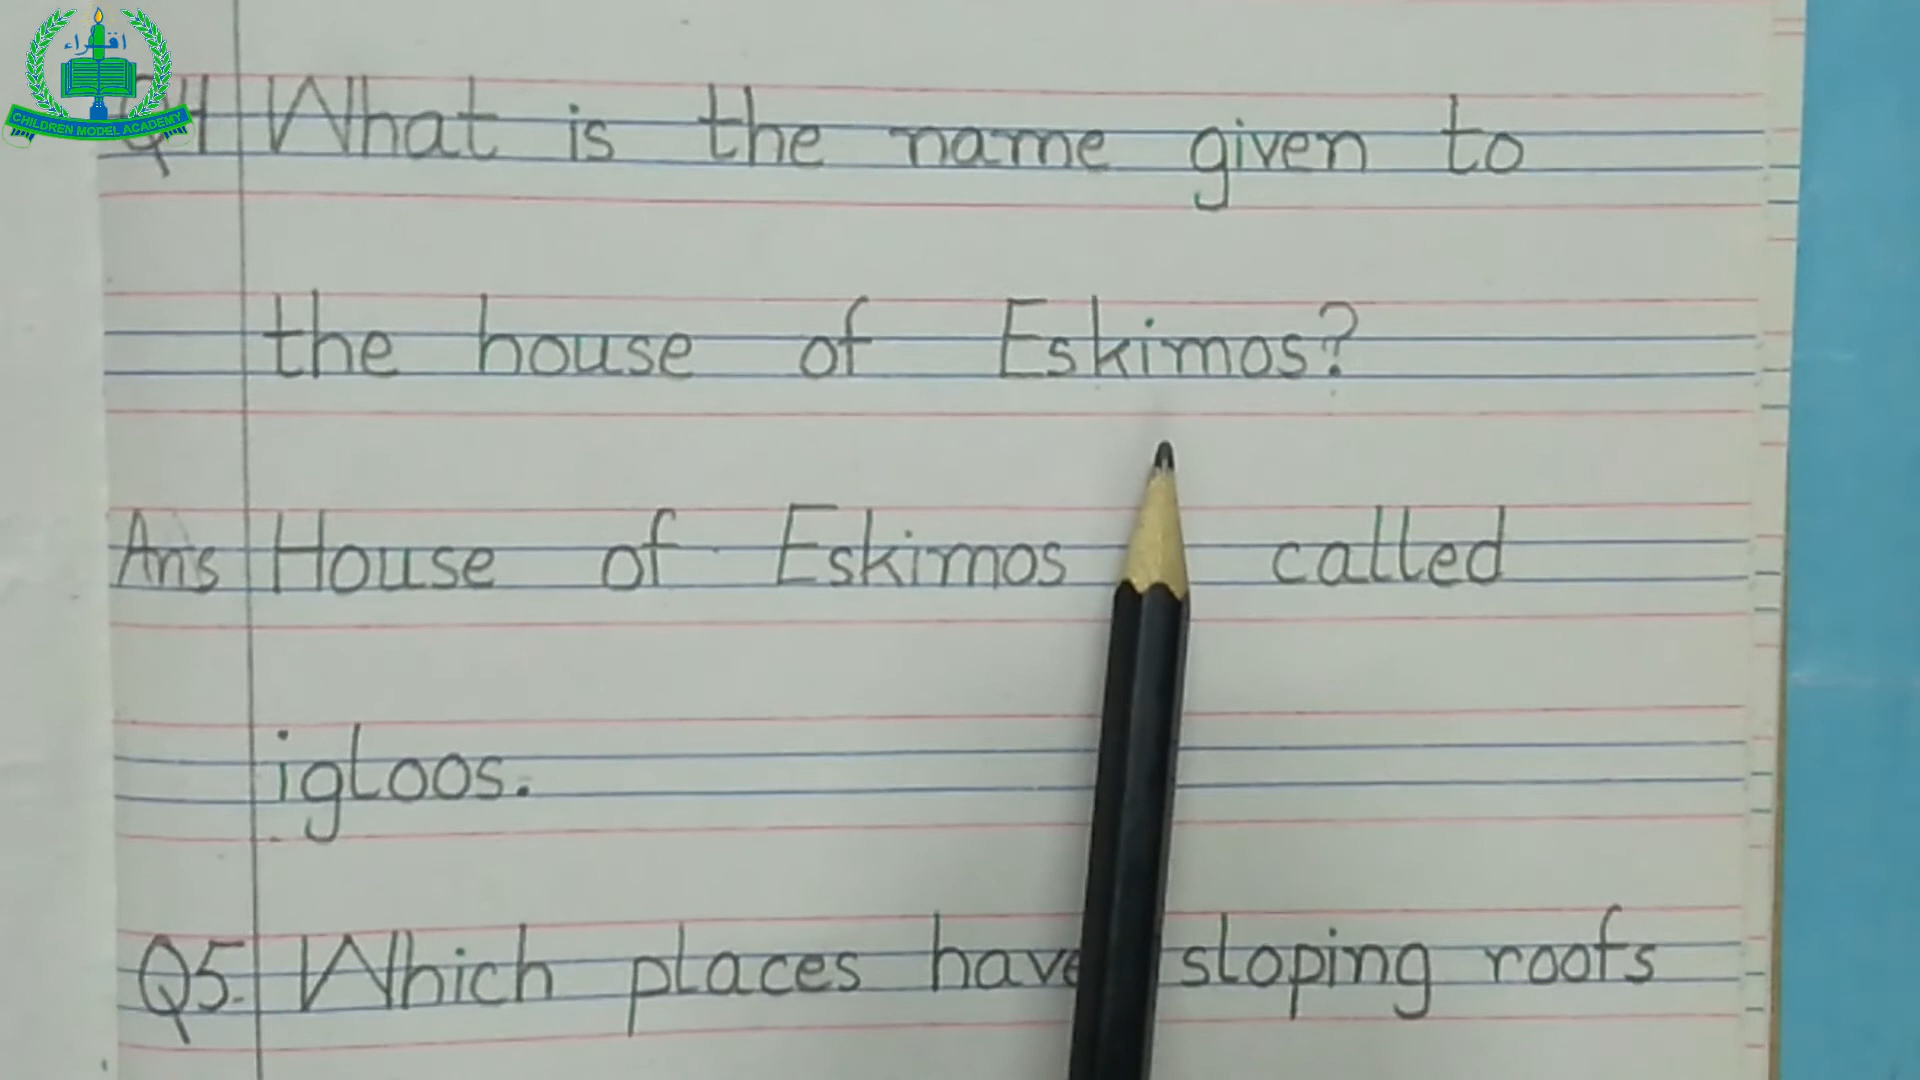 اقراء
CHILDREN MODEL ACADEMY
Q4 What is the name given to
the house of Eskimos?
Ans House of Eskimos called
igloos.
Q5. Which places have sloping roofs